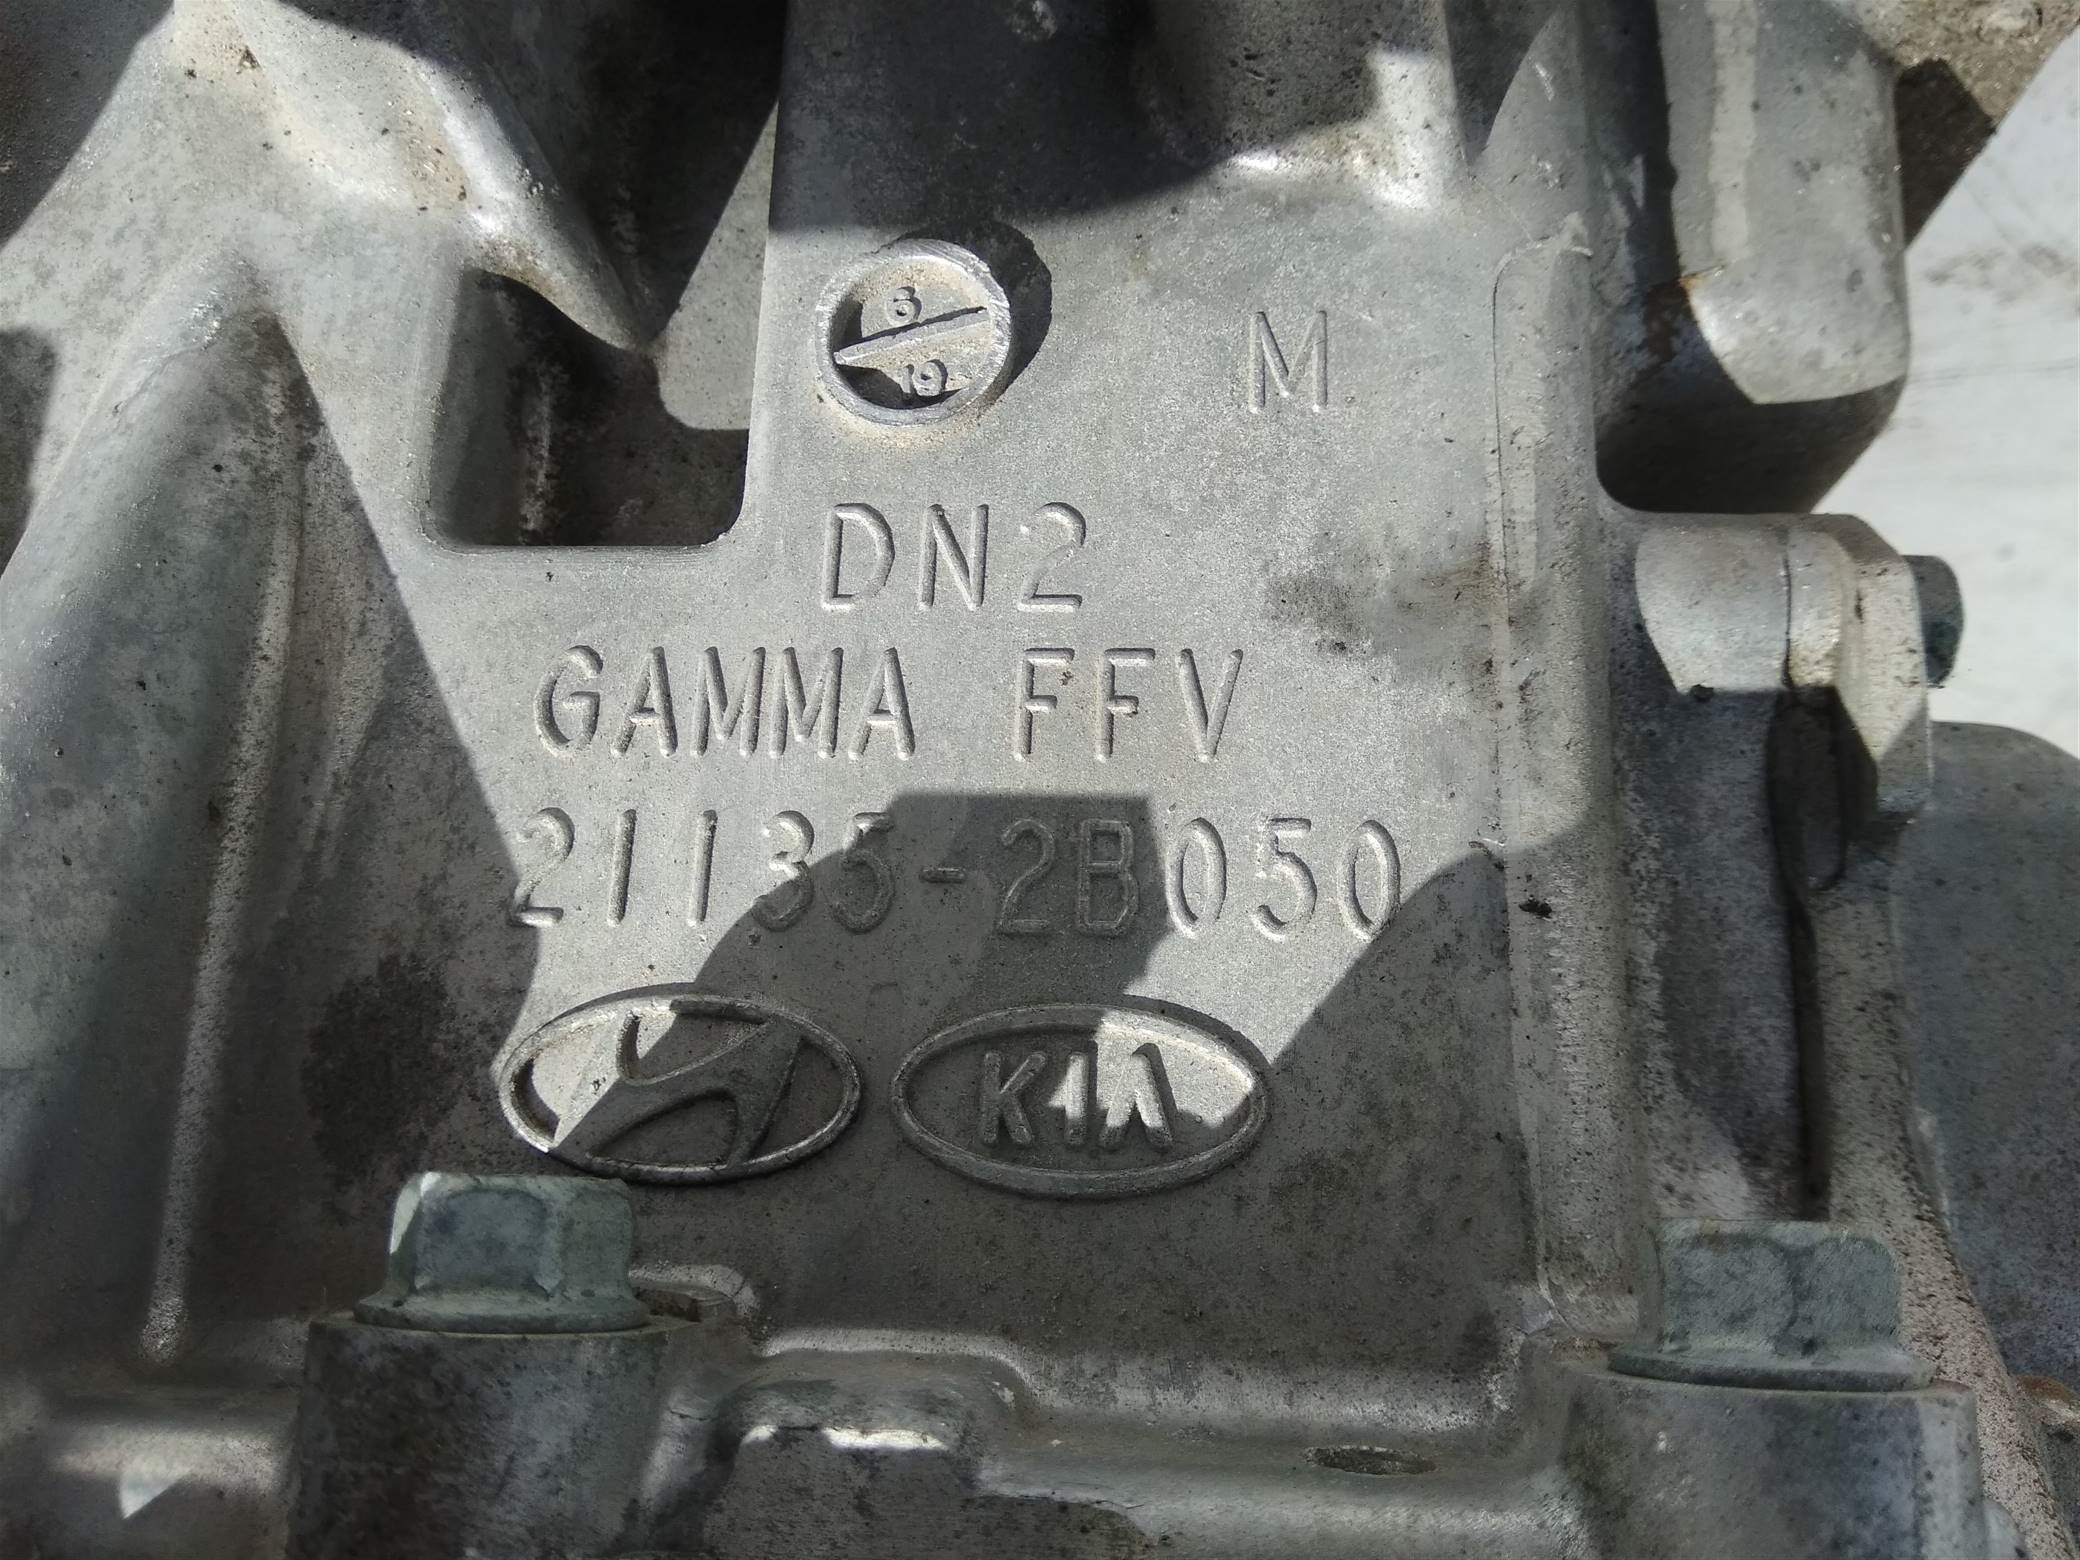 6
19
M
DN2
GAMMA FFV
21135-2B050
KIA